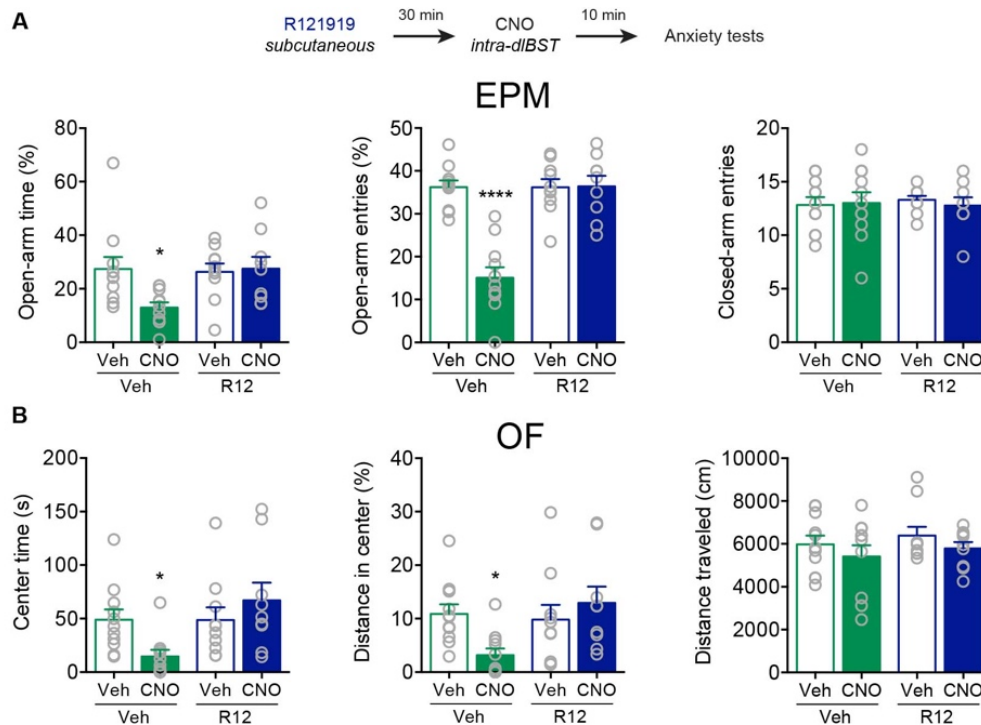 A
R121919
subcutaneous
30 min
CNO
intra-dlBST
10 min
Anxiety tests
EPM
Open-arm time (%)
80
60
40
20
0
*
Veh CNO Veh CNO
Veh R12
Open-arm entries (%)
50
40
30
20
10
0
****
Veh CNO Veh CNO
Veh R12
Closed-arm entries
20
15
10
5
0
Veh CNO Veh CNO
Veh R12
B
OF
Center time (s)
200
150
100
50
0
*
Veh CNO Veh CNO
Veh R12
Distance in center (%)
40
30
20
10
0
*
Veh CNO Veh CNO
Veh R12
Distance traveled (cm)
10000
8000
6000
4000
2000
0
Veh CNO Veh CNO
Veh R12